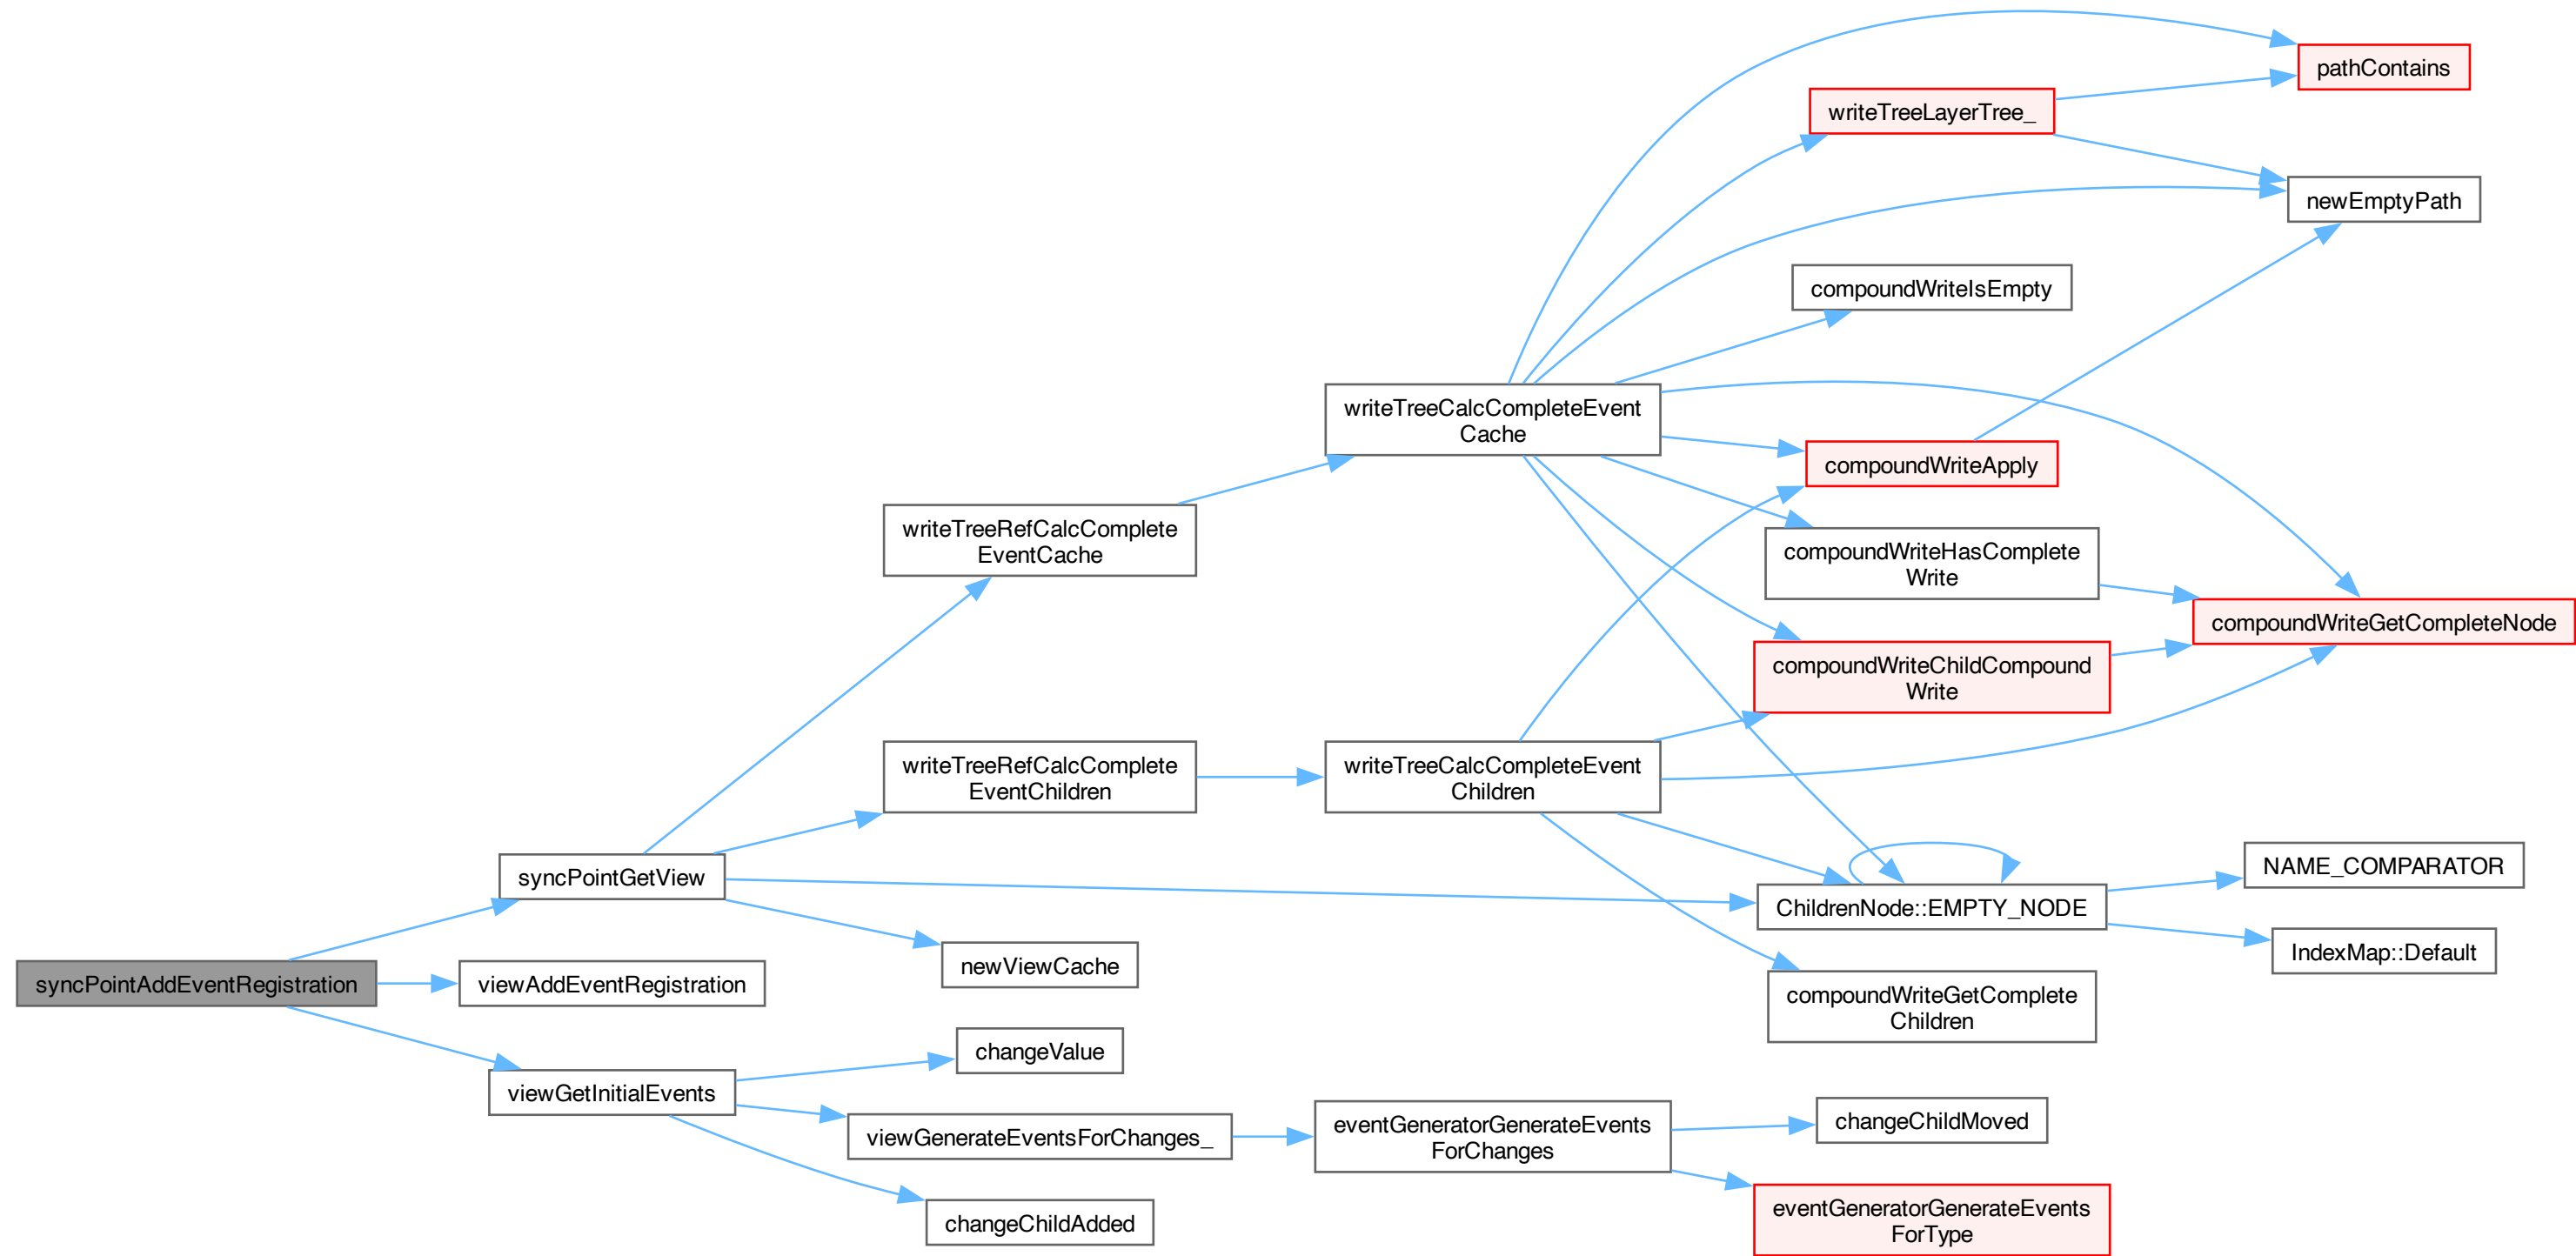 syncPointAddEventRegistration
syncPointGetView
viewAddEventRegistration
viewGetInitialEvents
writeTreeRefCalcComplete
EventCache
writeTreeRefCalcComplete
EventChildren
newViewCache
changeValue
viewGenerateEventsForChanges_
changeChildAdded
writeTreeCalcCompleteEvent
Cache
writeTreeCalcCompleteEvent
Children
eventGeneratorGenerateEvents
ForChanges
writeTreeLayerTree_
compoundWriteIsEmpty
compoundWriteApply
compoundWriteHasComplete
Write
compoundWriteChildCompound
Write
ChildrenNode::EMPTY_NODE
compoundWriteGetComplete
Children
changeChildMoved
eventGeneratorGenerateEvents
ForType
pathContains
newEmptyPath
compoundWriteGetCompleteNode
NAME_COMPARATOR
IndexMap::Default